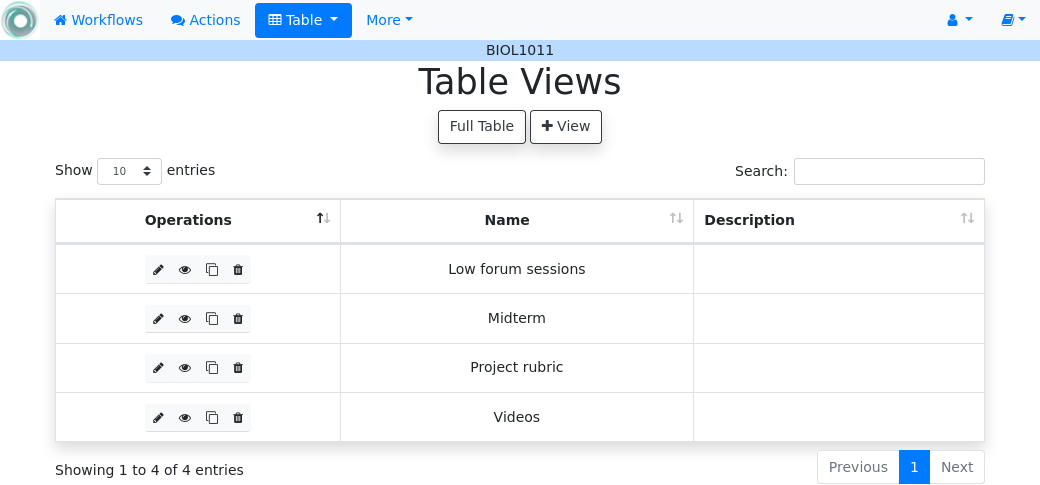 Workflows Actions Table More
BIOL1011
Table Views
Full Table View
Show 10 entries Search:
Operations Name Description
Low forum sessions
Midterm
Project rubric
Videos
Showing 1 to 4 of 4 entries Previous 1 Next